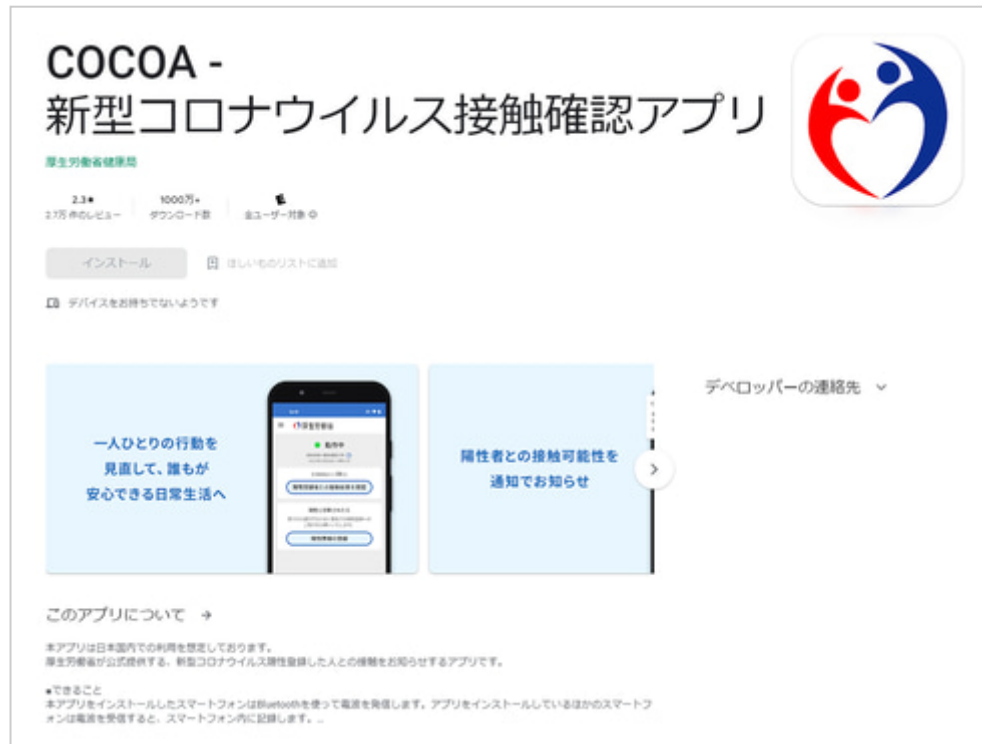 COCOA -
新型コロナウイルス接触確認アプリ
厚生労働省健康局
2.3★
2.7万 件のレビュー
1000万+
ダウンロード数
全ユーザー対象
インストール
ほしいものリストに追加
デバイスをお持ちでないようです
一人ひとりの行動を
見直して、誰もが
安心できる日常生活へ
厚生労働省
動作中
陽性者との接触可能性を
通知でお知らせ
デベロッパーの連絡先
このアプリについて →
本アプリは日本国内での利用を想定しております。
厚生労働省が公式提供する、新型コロナウイルス陽性登録した人との接触をお知らせするアプリです。
●できること
本アプリをインストールしたスマートフォンはBluetoothを使って電波を発信します。アプリをインストールしているほかのスマートフ
ォンは電波を受信すると、スマートフォン内に記録します。...